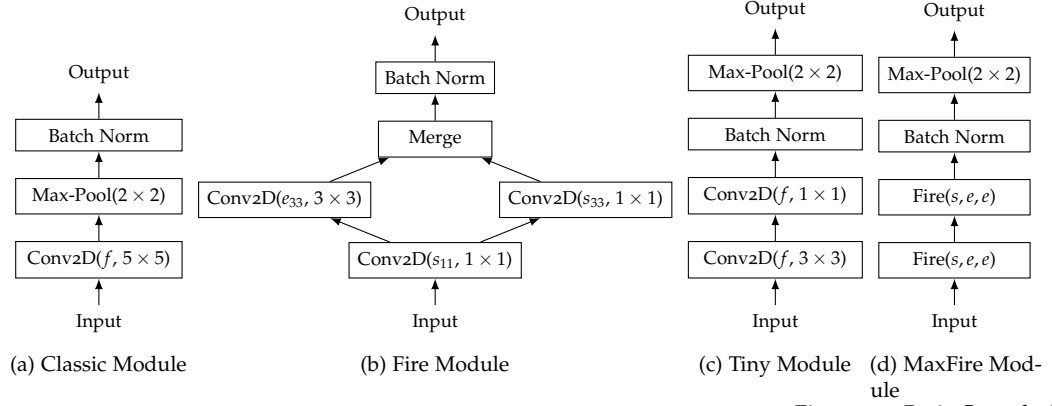 Output
Batch Norm
Max-Pool(2 × 2)
Conv2D(f, 5 × 5)
Input
(a) Classic Module
Output
Batch Norm
Merge
Conv2D(e₃₃, 3 × 3)
Conv2D(s₃₃, 1 × 1)
Conv2D(s₁₁, 1 × 1)
Input
(b) Fire Module
Output
Max-Pool(2 × 2)
Batch Norm
Conv2D(f, 1 × 1)
Conv2D(f, 3 × 3)
Input
(c) Tiny Module
Output
Max-Pool(2 × 2)
Batch Norm
Fire(s, e, e)
Fire(s, e, e)
Input
(d) MaxFire Mod-
ule